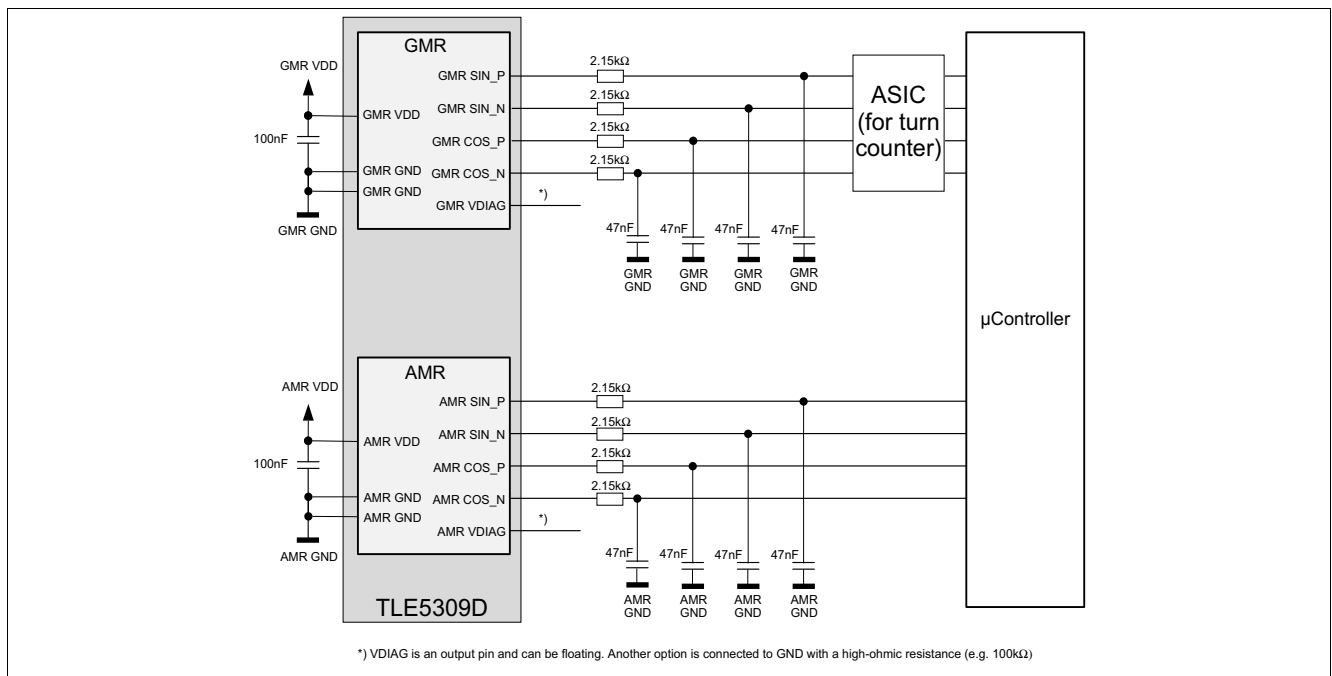 GMR
GMR VDD
GMR VDD
100nF
GMR GND
GMR GND
GMR GND
GMR SIN_P
GMR SIN_N
GMR COS_P
GMR COS_N
GMR VDIAG
*)
2.15kΩ
2.15kΩ
2.15kΩ
2.15kΩ
47nF
47nF
47nF
47nF
GMR
GND
GMR
GND
GMR
GND
GMR
GND
ASIC
(for turn
counter)
µController
AMR
AMR VDD
AMR VDD
100nF
AMR GND
AMR GND
AMR GND
AMR SIN_P
AMR SIN_N
AMR COS_P
AMR COS_N
AMR VDIAG
*)
2.15kΩ
2.15kΩ
2.15kΩ
2.15kΩ
47nF
47nF
47nF
47nF
AMR
GND
AMR
GND
AMR
GND
AMR
GND
TLE5309D
*) VDIAG is an output pin and can be floating. Another option is connected to GND with a high-ohmic resistance (e.g. 100kΩ)